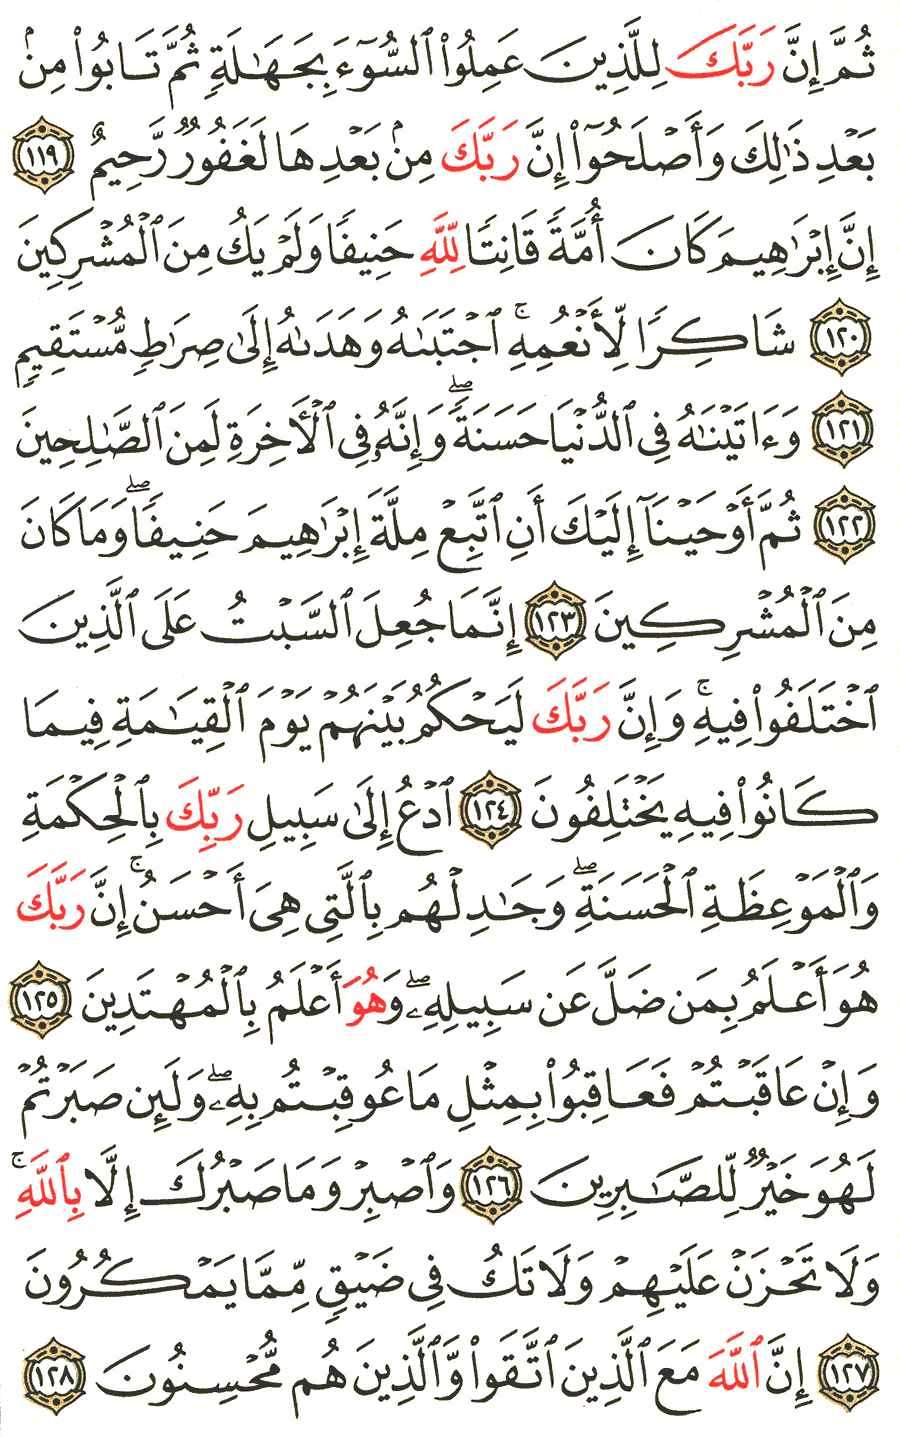 ثُمَّ إِنَّ رَبَّكَ لِلَّذِينَ عَمِلُوا۟ ٱلسُّوٓءَ بِجَهَٰلَةٍ ثُمَّ تَابُوا۟ مِنۢ
بَعْدِ ذَٰلِكَ وَأَصْلَحُوٓا۟ إِنَّ رَبَّكَ مِنۢ بَعْدِهَا لَغَفُورٌ رَّحِيمٌ ١١٩
إِنَّ إِبْرَٰهِيمَ كَانَ أُمَّةً قَانِتًا لِّلَّهِ حَنِيفًا وَلَمْ يَكُ مِنَ ٱلْمُشْرِكِينَ
١٢٠ شَاكِرًا لِّأَنْعُمِهِ ۚ ٱجْتَبَىٰهُ وَهَدَىٰهُ إِلَىٰ صِرَٰطٍ مُّسْتَقِيمٍ
١٢١ وَءَاتَيْنَٰهُ فِى ٱلدُّنْيَا حَسَنَةً ۖ وَإِنَّهُۥ فِى ٱلْأَخِرَةِ لَمِنَ ٱلصَّٰلِحِينَ
١٢٢ ثُمَّ أَوْحَيْنَآ إِلَيْكَ أَنِ ٱتَّبِعْ مِلَّةَ إِبْرَٰهِيمَ حَنِيفًا ۖ وَمَا كَانَ
مِنَ ٱلْمُشْرِكِينَ ١٢٣ إِنَّمَا جُعِلَ ٱلسَّبْتُ عَلَى ٱلَّذِينَ
ٱخْتَلَفُوا۟ فِيهِ ۚ وَإِنَّ رَبَّكَ لَيَحْكُمُ بَيْنَهُمْ يَوْمَ ٱلْقِيَٰمَةِ فِيمَا
كَانُوا۟ فِيهِ يَخْتَلِفُونَ ١٢٤ ٱدْعُ إِلَىٰ سَبِيلِ رَبِّكَ بِٱلْحِكْمَةِ
وَٱلْمَوْعِظَةِ ٱلْحَسَنَةِ ۖ وَجَٰدِلْهُم بِٱلَّتِى هِىَ أَحْسَنُ ۚ إِنَّ رَبَّكَ
هُوَ أَعْلَمُ بِمَن ضَلَّ عَن سَبِيلِهِۦ ۖ وَهُوَ أَعْلَمُ بِٱلْمُهْتَدِينَ ١٢٥
وَإِنْ عَاقَبْتُمْ فَعَاقِبُوا۟ بِمِثْلِ مَا عُوقِبْتُم بِهِۦ ۖ وَلَئِن صَبَرْتُمْ
لَهُوَ خَيْرٌ لِّلصَّٰبِرِينَ ١٢٦ وَٱصْبِرْ وَمَا صَبْرُكَ إِلَّا بِٱللَّهِ ۚ
وَلَا تَحْزَنْ عَلَيْهِمْ وَلَا تَكُ فِى ضَيْقٍ مِّمَّا يَمْكُرُونَ
١٢٧ إِنَّ ٱللَّهَ مَعَ ٱلَّذِينَ ٱتَّقَوا۟ وَّٱلَّذِينَ هُم مُّحْسِنُونَ ١٢٨